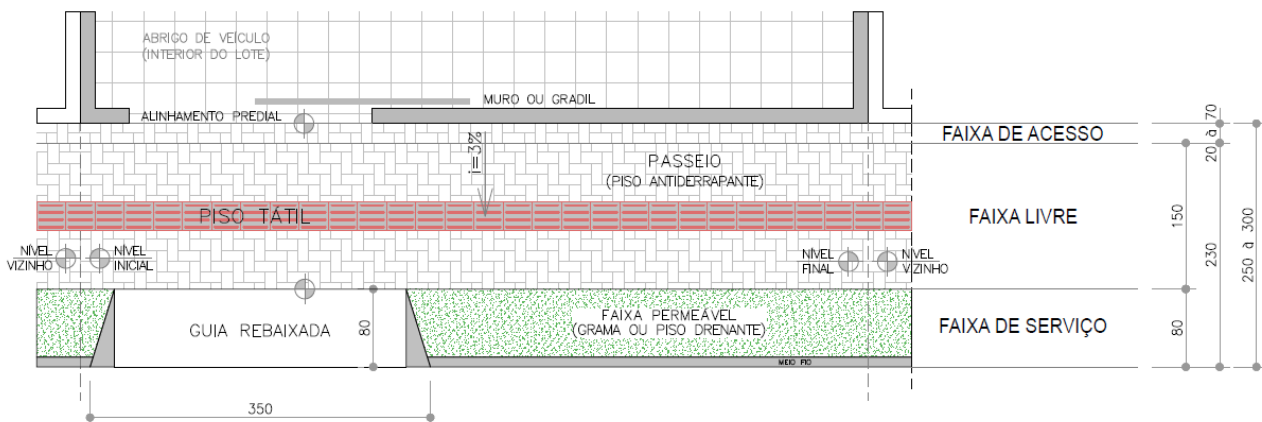 ABRIGO DE VEÍCULO
(INTERIOR DO LOTE)
MURO OU GRADIL
ALINHAMENTO PREDIAL
FAIXA DE ACESSO
20 à 70
i=3%
PASSEIO
(PISO ANTIDERRAPANTE)
PISO TÁTIL
FAIXA LIVRE
150
230
250 à 300
NÍVEL
VIZINHO
NÍVEL
INICIAL
NÍVEL
FINAL
NÍVEL
VIZINHO
GUIA REBAIXADA
80
FAIXA PERMEÁVEL
(GRAMA OU PISO DRENANTE)
FAIXA DE SERVIÇO
80
MEIO FIO
350